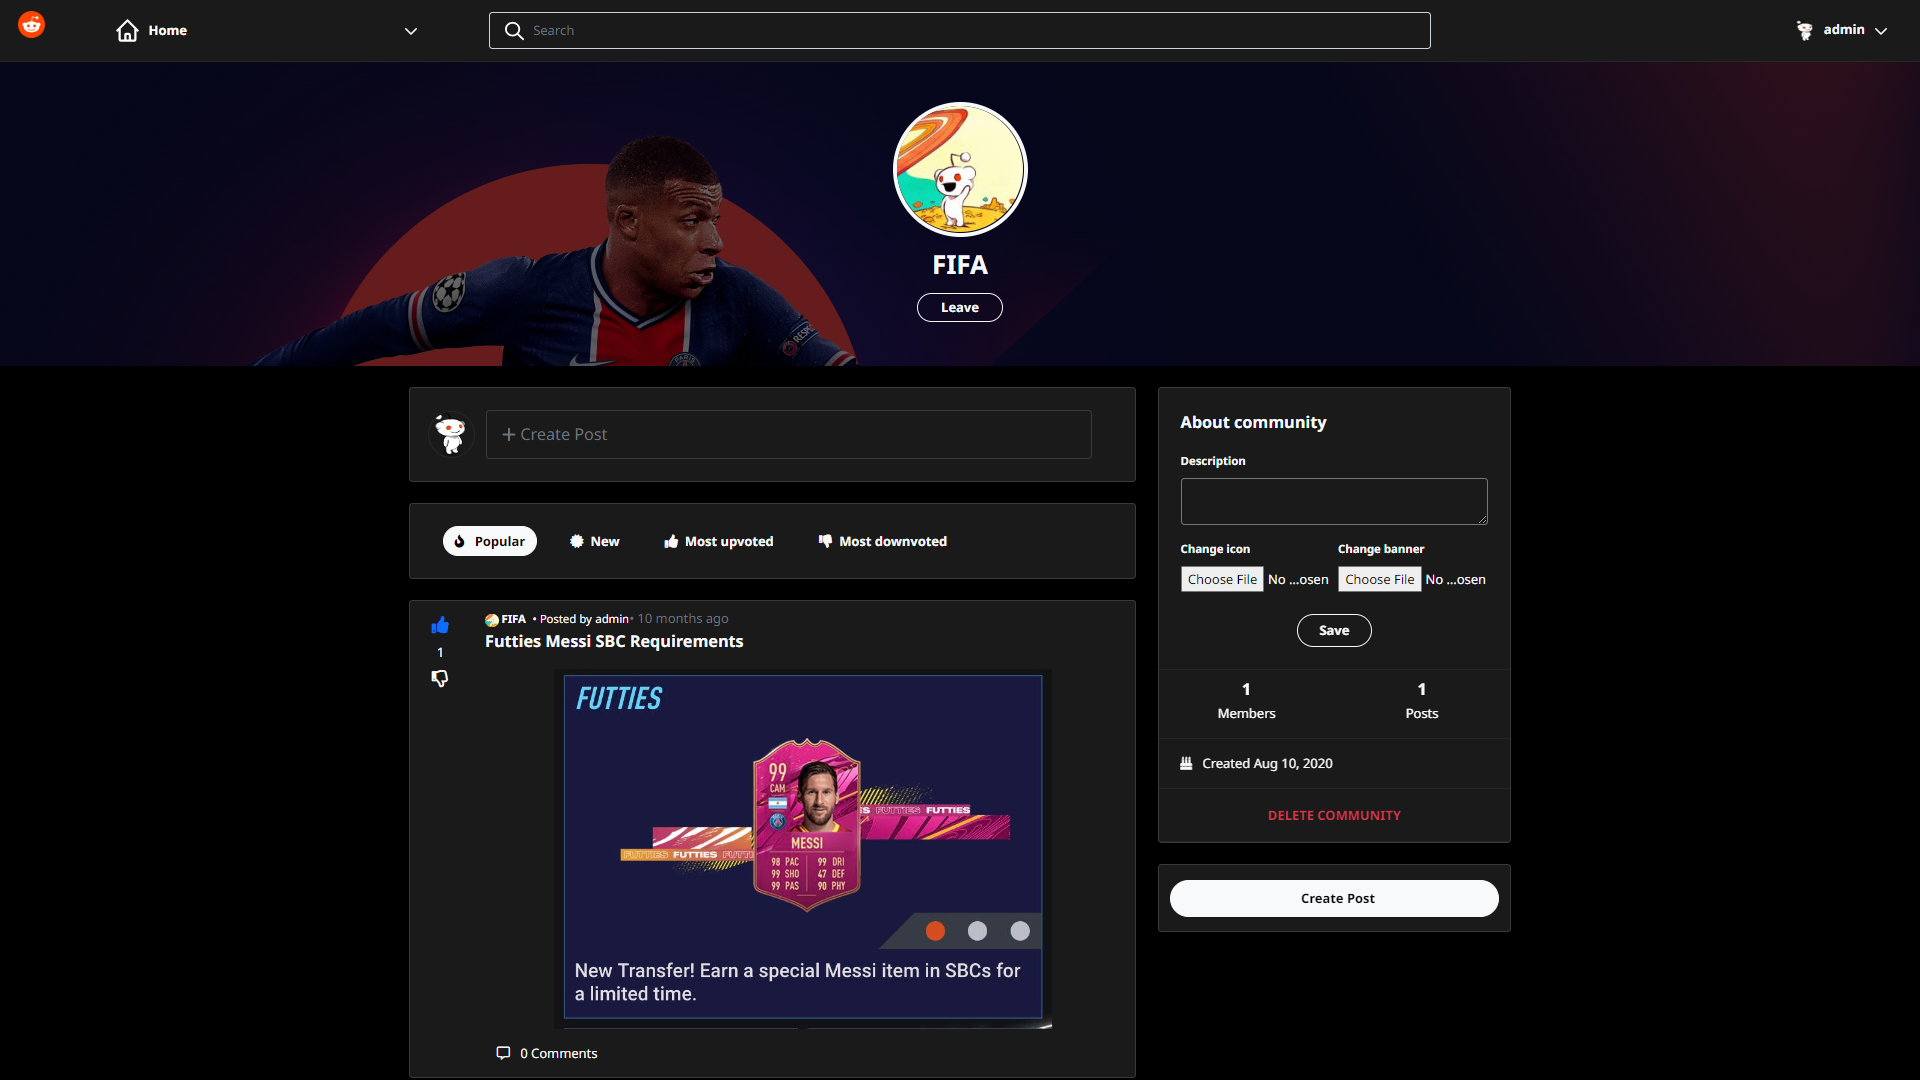 Home
Search
admin
FIFA
Leave
RESPE
PARIS
Create Post
Popular
New
Most upvoted
Most downvoted
1
FIFA • Posted by admin • 10 months ago
Futties Messi SBC Requirements
FUTTIES
99
CAM
MESSI
98 PAC 99 DRI
99 SHO 47 DEF
99 PAS 90 PHY
ES FUTTIES FUTTIES
FUTTIES FUTTIES FUTTI
New Transfer! Earn a special Messi item in SBCs for
a limited time.
0 Comments
About community
Description
Change icon Change banner
Choose File No ...osen Choose File No ...osen
Save
1 1
Members Posts
Created Aug 10, 2020
DELETE COMMUNITY
Create Post